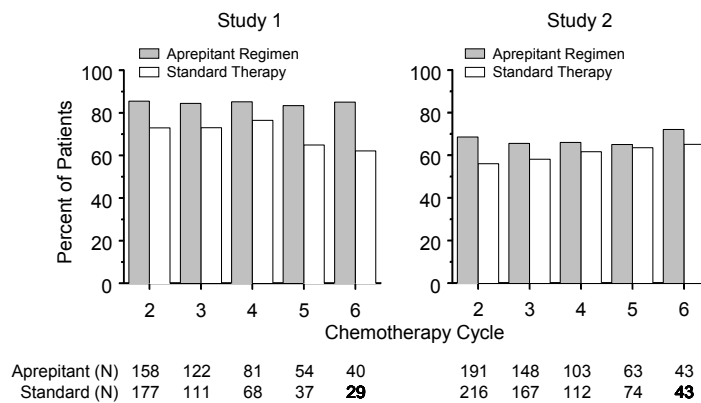 Study 1
Study 2
Aprepitant Regimen
Standard Therapy
Aprepitant Regimen
Standard Therapy
Percent of Patients
100
80
60
40
20
0
100
80
60
40
20
0
2 3 4 5 6
2 3 4 5 6
Chemotherapy Cycle
Aprepitant (N) 158 122 81 54 40 191 148 103 63 43
Standard (N) 177 111 68 37 29 216 167 112 74 43